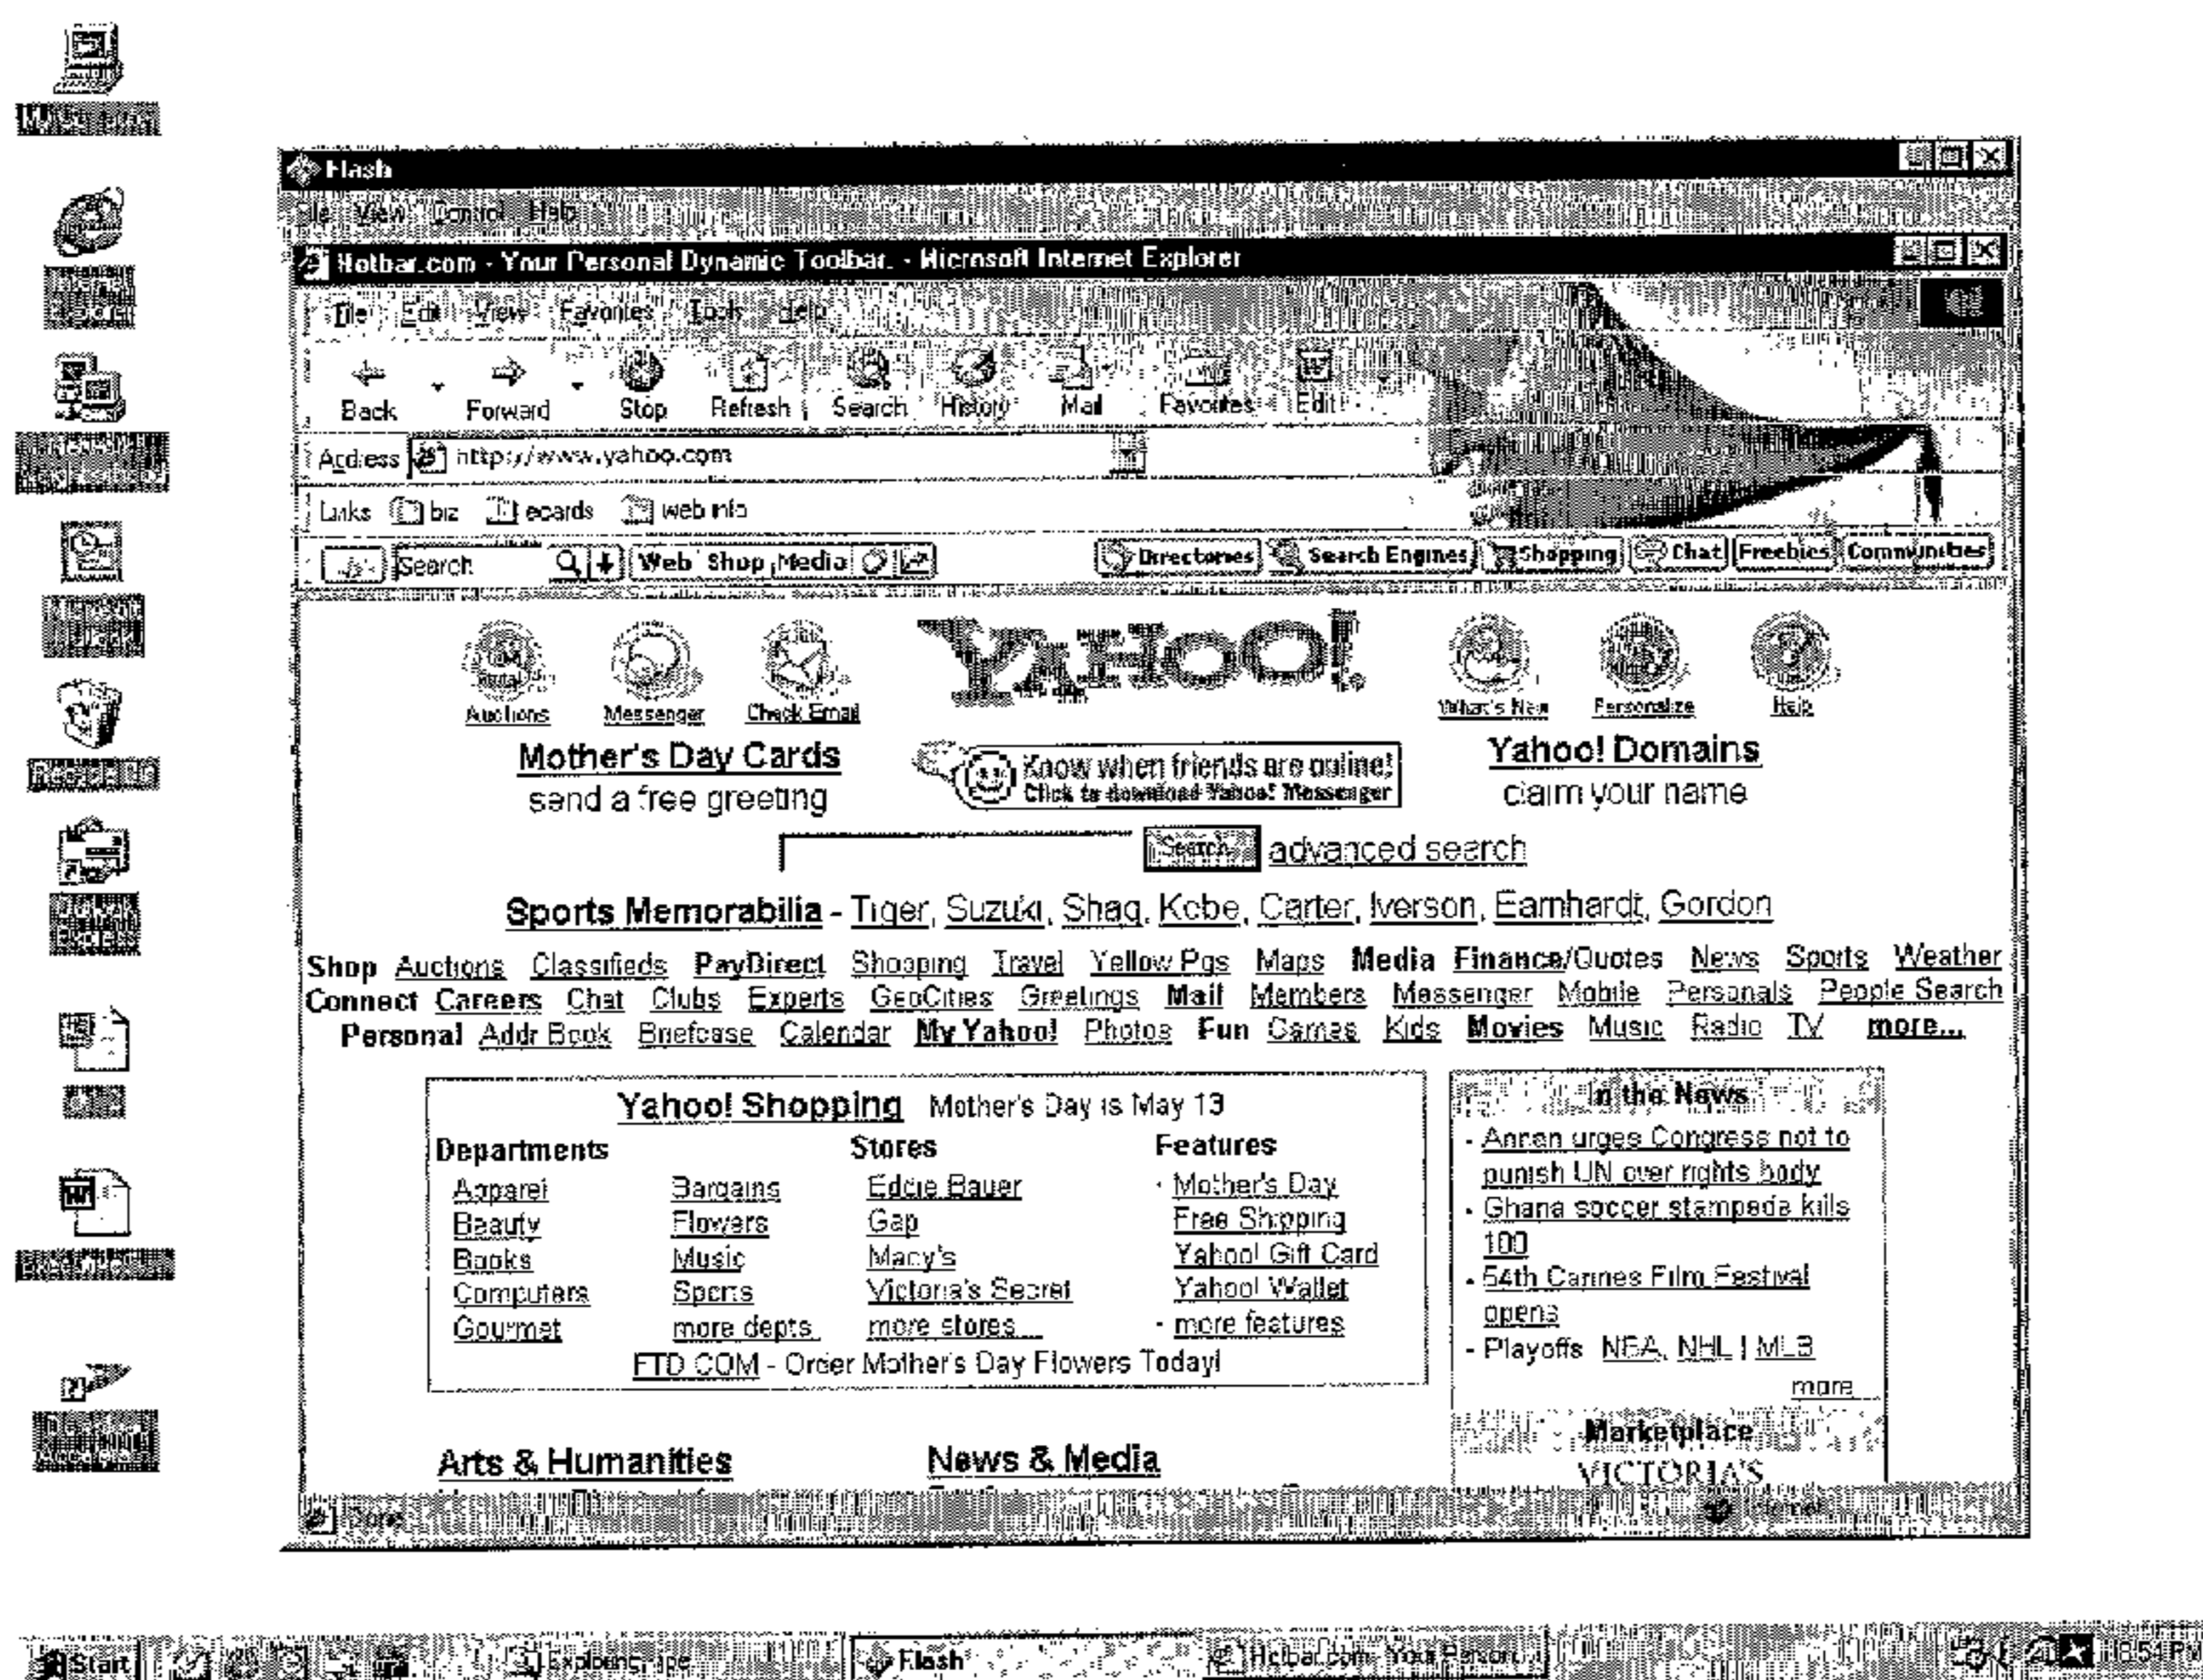 Flash
File View Control Help
Hotbar.com - Your Personal Dynamic Toolbar. - Microsoft Internet Explorer
File Edit View Favorites Tools Help
Back Forward Stop Refresh Search History Mail Favorites Edit
Address http://www.yahoo.com
Links biz ecards web info
Search Web Shop Media Directories Search Engines Shopping Chat Freebies Communities
YAHOO!
Auctions Messenger Check Email What's New Personalize Help
Mother's Day Cards
send a free greeting
Know when friends are online!
Click to download Yahoo! Messenger
Yahoo! Domains
claim your name
Search advanced search
Sports Memorabilia - Tiger, Suzuki, Shaq, Kobe, Carter, Iverson, Earnhardt, Gordon
Shop Auctions Classifieds PayDirect Shopping Travel Yellow Pgs Maps Media Finance/Quotes News Sports Weather
Connect Careers Chat Clubs Experts GeoCities Greetings Mail Members Messenger Mobile Personals People Search
Personal Addr Book Briefcase Calendar My Yahoo! Photos Fun Games Kids Movies Music Radio TV more...
Yahoo! Shopping Mother's Day is May 13
Departments Stores Features
Apparel Bargains Eddie Bauer · Mother's Day
Beauty Flowers Gap Free Shipping
Books Music Macy's Yahoo! Gift Card
Computers Sports Victoria's Secret Yahoo! Wallet
Gourmet more depts. more stores... · more features
FTD COM - Order Mother's Day Flowers Today!
In the News
- Annan urges Congress not to
punish UN over rights body
- Ghana soccer stampede kills
100
- 54th Cannes Film Festival
opens
- Playoffs NBA, NHL | MLB
more...
Marketplace
VICTORIA'S
Arts & Humanities News & Media
Done Internet
Start Exploring Flash Hotbar.com - Your Person... 8:54 PM